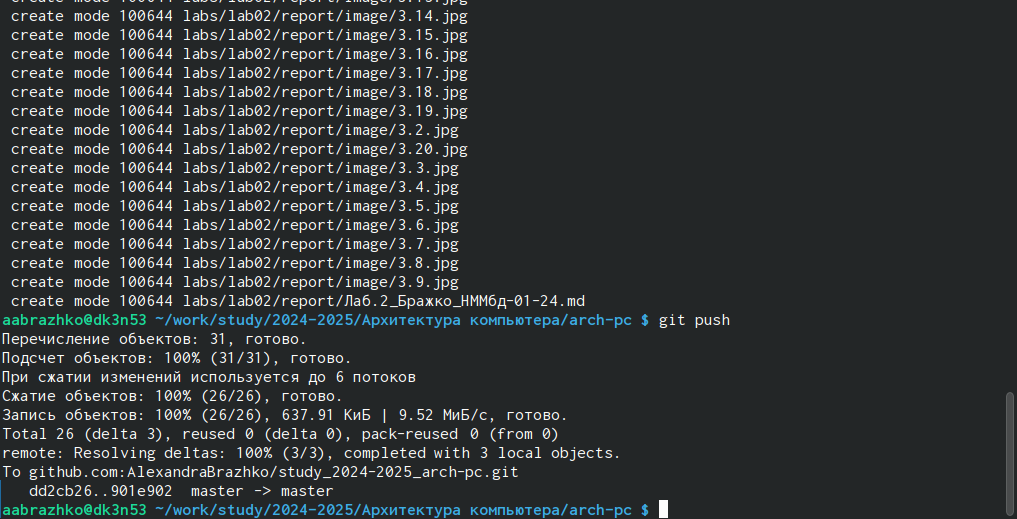 create mode 100644 labs/lab02/report/image/3.13.jpg
create mode 100644 labs/lab02/report/image/3.14.jpg
create mode 100644 labs/lab02/report/image/3.15.jpg
create mode 100644 labs/lab02/report/image/3.16.jpg
create mode 100644 labs/lab02/report/image/3.17.jpg
create mode 100644 labs/lab02/report/image/3.18.jpg
create mode 100644 labs/lab02/report/image/3.19.jpg
create mode 100644 labs/lab02/report/image/3.2.jpg
create mode 100644 labs/lab02/report/image/3.20.jpg
create mode 100644 labs/lab02/report/image/3.3.jpg
create mode 100644 labs/lab02/report/image/3.4.jpg
create mode 100644 labs/lab02/report/image/3.5.jpg
create mode 100644 labs/lab02/report/image/3.6.jpg
create mode 100644 labs/lab02/report/image/3.7.jpg
create mode 100644 labs/lab02/report/image/3.8.jpg
create mode 100644 labs/lab02/report/image/3.9.jpg
create mode 100644 labs/lab02/report/Лаб.2_Бражко_НММбд-01-24.md
aabrazhko@dk3n53 ~/work/study/2024-2025/Архитектура компьютера/arch-pc $ git push
Перечисление объектов: 31, готово.
Подсчет объектов: 100% (31/31), готово.
При сжатии изменений используется до 6 потоков
Сжатие объектов: 100% (26/26), готово.
Запись объектов: 100% (26/26), 637.91 КиБ | 9.52 МиБ/с, готово.
Total 26 (delta 3), reused 0 (delta 0), pack-reused 0 (from 0)
remote: Resolving deltas: 100% (3/3), completed with 3 local objects.
To github.com:AlexandraBrazhko/study_2024-2025_arch-pc.git
dd2cb26..901e902 master -> master
aabrazhko@dk3n53 ~/work/study/2024-2025/Архитектура компьютера/arch-pc $